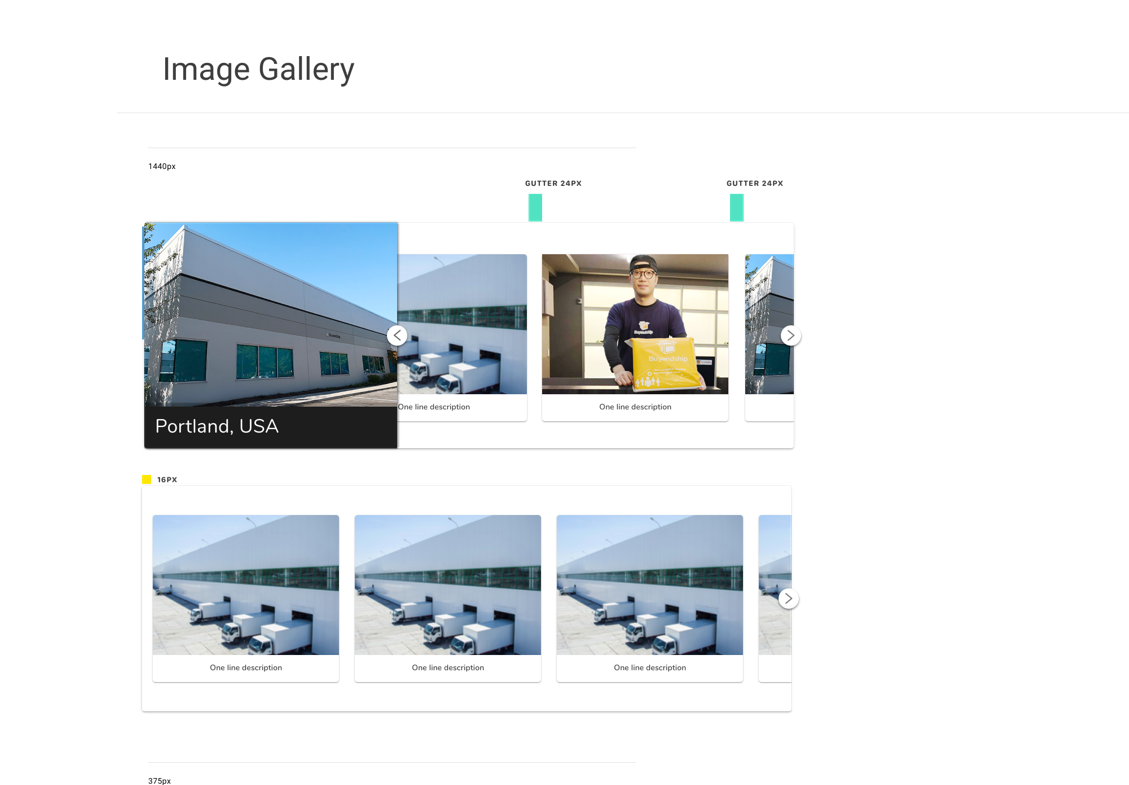 Image Gallery
1440px
GUTTER 24PX
GUTTER 24PX
Portland, USA
One line description
One line description
16PX
One line description
One line description
One line description
375px